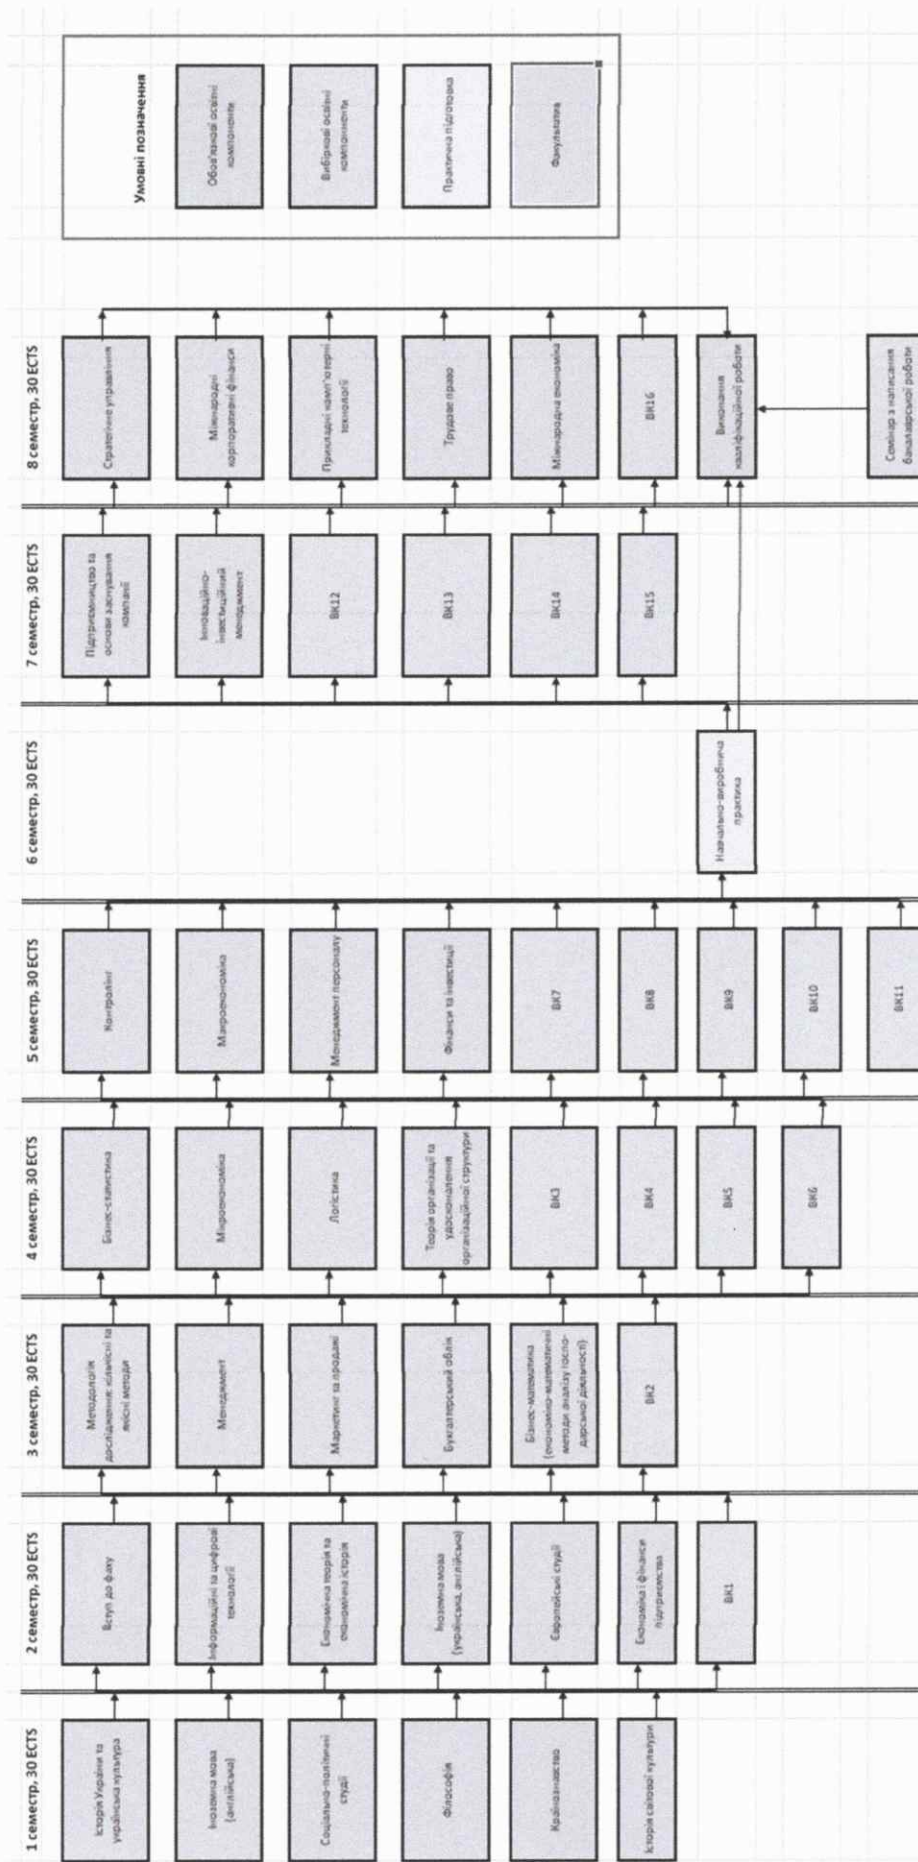 1 семестр, 30 ECTS
Історія України та
українська культура
Іноземна мова
(англійська)
Соціально-політичні
студії
Філософія
Країнознавство
Історія світової культури
2 семестр, 30 ECTS
Вступ до фаху
Інформаційні та цифрові
технології
Економічна теорія та
економічна історія
Іноземна мова
(українська, англійська)
Європейські студії
Економіка і фінанси
підприємства
ВК1
3 семестр, 30 ECTS
Методологія
дослідження: кількісні та
якісні методи
Менеджмент
Маркетинг та продажі
Бухгалтерський облік
Бізнес-математика
(економіко-математичні
методи аналізу госпо-
дарської діяльності)
ВК2
4 семестр, 30 ECTS
Бізнес-статистика
Мікроекономіка
Логістика
Теорія організації та
удосконалення
організаційної структури
ВК3
ВК4
ВК5
ВК6
5 семестр, 30 ECTS
Контролінг
Макроекономіка
Менеджмент персоналу
Фінанси та інвестиції
ВК7
ВК8
ВК9
ВК10
ВК11
6 семестр, 30 ECTS
Навчально-виробнича
практика
7 семестр, 30 ECTS
Підприємництво та
основи заснування
компанії
Інноваційно-
інвестиційний
менеджмент
ВК12
ВК13
ВК14
ВК15
8 семестр, 30 ECTS
Стратегічне управління
Міжнародні
корпоративні фінанси
Прикладні комп'ютерні
технології
Трудове право
Міжнародна економіка
ВК16
Виконання
кваліфікаційної роботи
Семінар з написання
бакалаврської роботи
Умовні позначення
Обов'язкові освітні
компоненти
Вибіркові освітні
компоненти
Практична підготовка
Факультатив